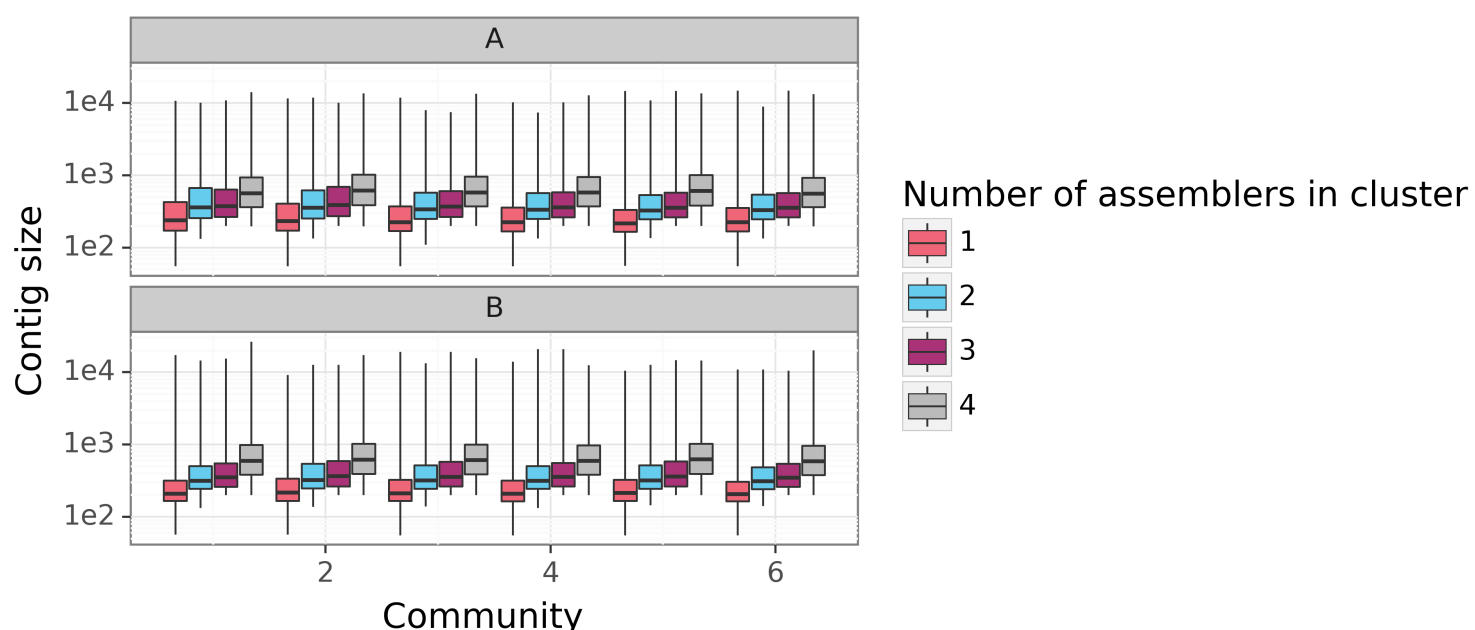 A
1e4
1e3
1e2
B
1e4
1e3
1e2
2 4 6
Community
Contig size
Number of assemblers in cluster
1
2
3
4